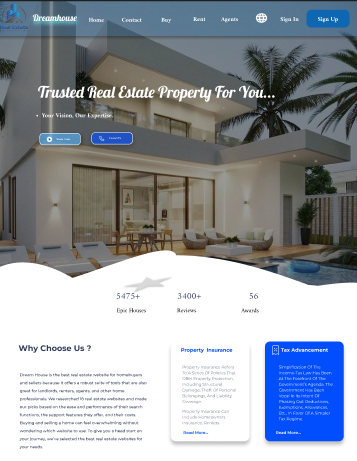 Dreamhouse
Home
Contact
Buy
Rent
Agents
Sign In
Sign Up
Trusted Real Estate Property For You...
• Your Vision, Our Expertise
5475+
3400+
56
Epic Houses
Reviews
Awards
Why Choose Us ?
Dream House is the best real estate website for homebuyers
and sellers because it offers a robust suite of tools that are also
great for landlords, renters, agents, and other home
professionals. We researched 18 real estate websites and made
our picks based on the ease and performance of their search
functions, the support features they offer, and their costs.
Buying and selling a home can feel overwhelming without
wondering which website to use. To give you a head start on
your journey, we've selected the best real estate websites for
your needs.
Property Insurance
Property Insurance Refers
To A Series Of Policies That
Offer Property Protection,
Including Structural
Damage, Theft Of Personal
Belongings, And Liability
Coverage.
Property Insurance Can
Include Homeowners
Insurance, Renters
Read More..
Tax Advancement
Simplification Of The
Income-Tax Law Has Been
At The Forefront Of The
Government's Agenda. The
Government Has Been
Vocal In Its Intent Of
Phasing Out Deductions,
Exemptions, Allowances,
Etc., In Favor Of A Simpler
Tax Regime.
Read More..